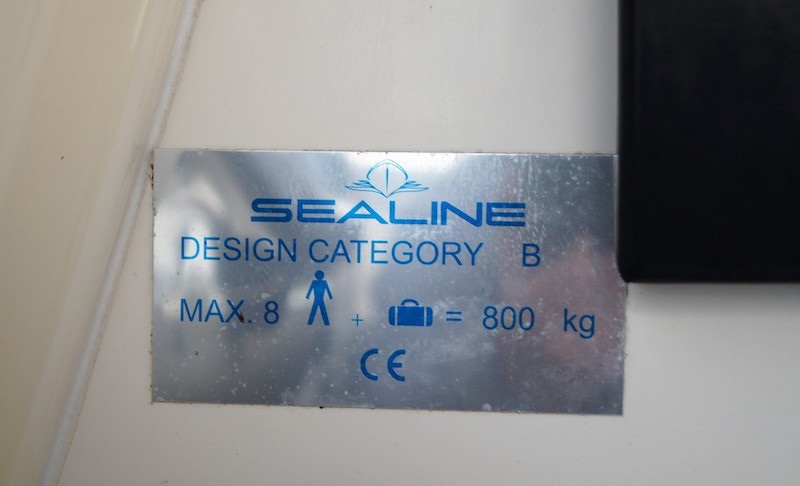 SEALINE
DESIGN CATEGORY B
MAX. 8 + = 800 kg
CE